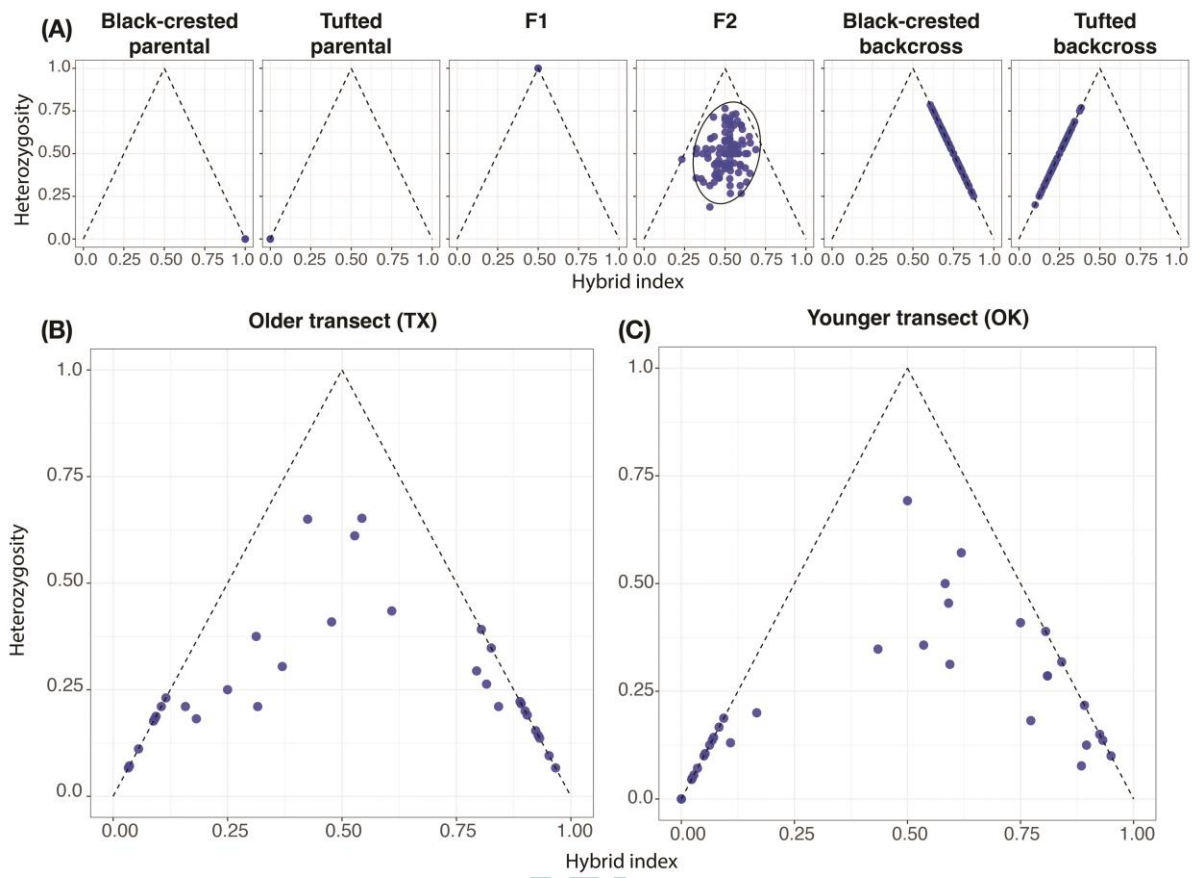 (A)
Black-crested
parental
Tufted
parental
F1
F2
Black-crested
backcross
Tufted
backcross
1.0
0.75
0.50
0.25
0.0
Heterozygosity
0.0 0.25 0.50 0.75 1.0
0.0 0.25 0.50 0.75 1.0
0.0 0.25 0.50 0.75 1.0
0.0 0.25 0.50 0.75 1.0
0.0 0.25 0.50 0.75 1.0
0.0 0.25 0.50 0.75 1.0
Hybrid index
(B)
Older transect (TX)
1.0
0.75
0.50
0.25
0.0
Heterozygosity
0.00 0.25 0.50 0.75 1.00
(C)
Younger transect (OK)
1.0
0.75
0.50
0.25
0.0
0.00 0.25 0.50 0.75 1.00
Hybrid index